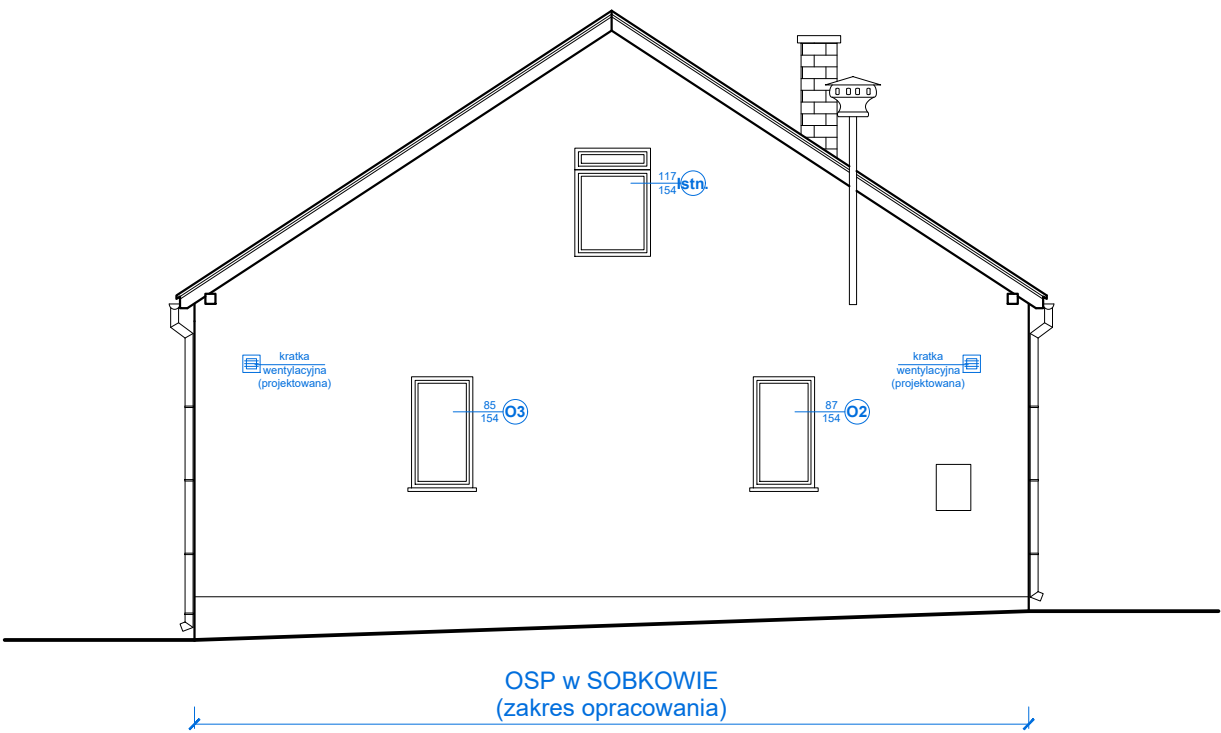 117
154
Istn.
kratka
wentylacyjna
(projektowana)
kratka
wentylacyjna
(projektowana)
85
154
O3
87
154
O2
OSP w SOBKOWIE
(zakres opracowania)